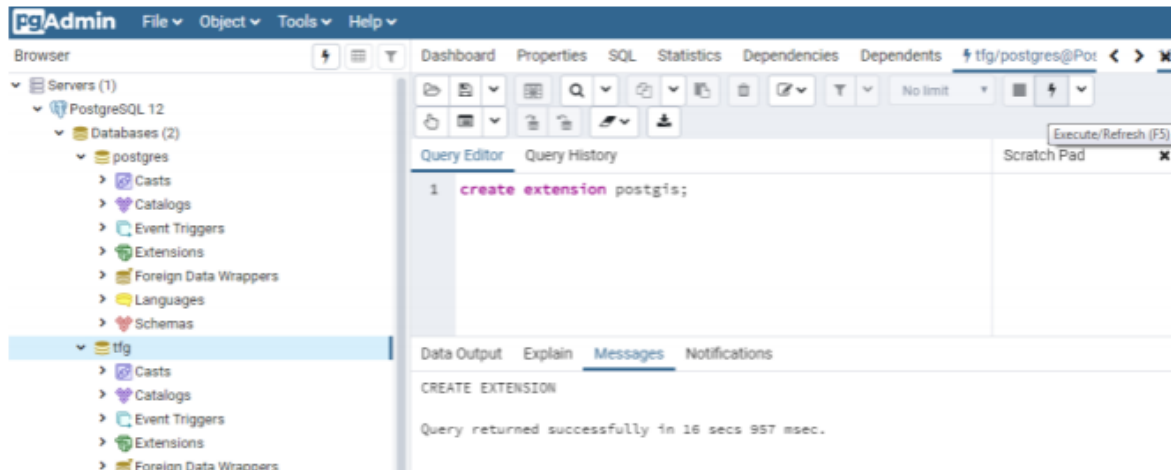 pgAdmin File Object Tools Help
Browser
Dashboard Properties SQL Statistics Dependencies Dependents tfg/postgres@Pos
Servers (1)
PostgreSQL 12
Databases (2)
postgres
Casts
Catalogs
Event Triggers
Extensions
Foreign Data Wrappers
Languages
Schemas
tfg
Casts
Catalogs
Event Triggers
Extensions
Foreign Data Wrappers
No limit
Execute/Refresh (F5)
Query Editor Query History
Scratch Pad
1 create extension postgis;
Data Output Explain Messages Notifications
CREATE EXTENSION
Query returned successfully in 16 secs 957 msec.